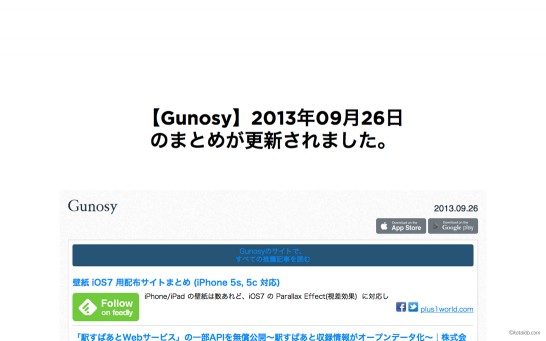 【Gunosy】2013年09月26日
のまとめが更新されました。
Gunosy
2013.09.26
Download on the
App Store
Google play
Gunosyのサイトで、
すべての推薦記事を読む
壁紙 iOS7 用配布サイトまとめ (iPhone 5s, 5c 対応)
Follow
on feedly
iPhone/iPad の壁紙は数あれど、iOS7 の Parallax Effect(視差効果) に対応し
plus1world.com
「駅すぱあとWebサービス」の一部APIを無償公開～駅すぱあと収録情報がオープンデータ化～｜株式会